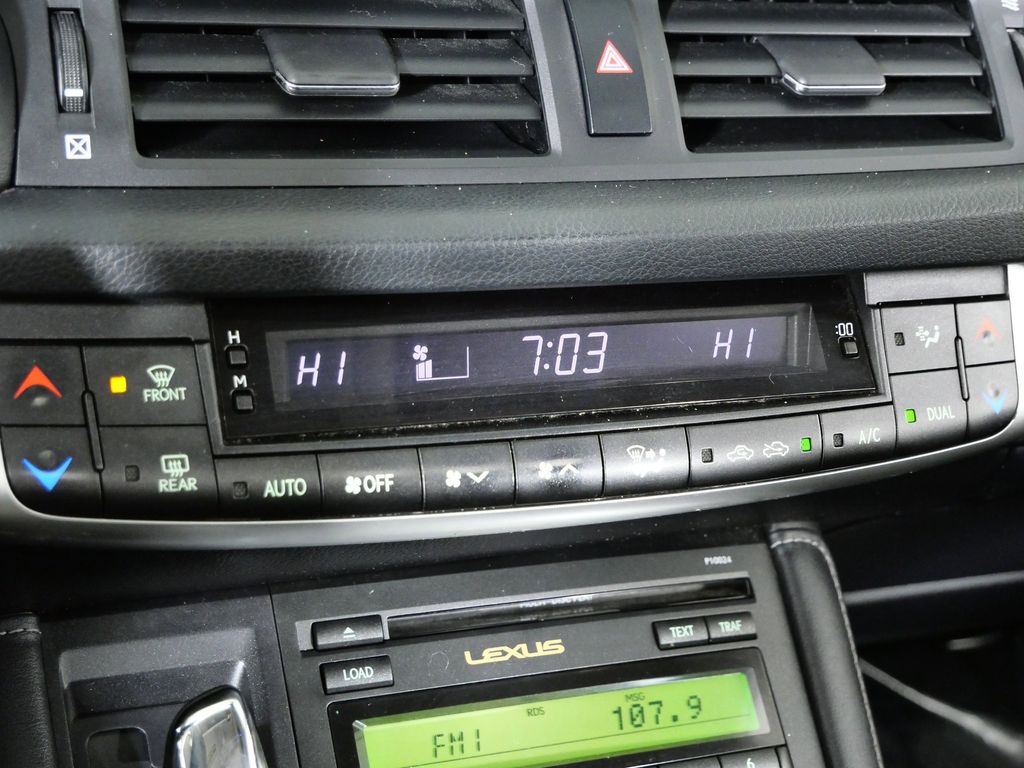 H
M
HI 7:03 HI
:00
FRONT
REAR
AUTO
OFF
A/C
DUAL
P10024
TEXT
TRAF
LOAD
LEXUS
RDS
MSG
FM1
107.9
6